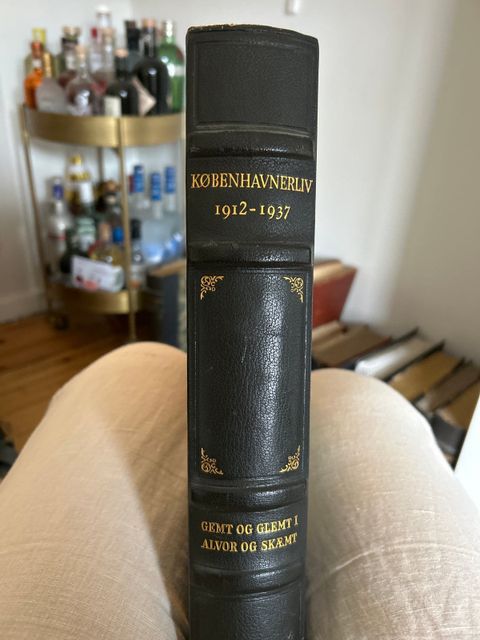 KØBENHAVNERLIV
1912-1937
GEMT OG GLEMT I
ALVOR OG SKÆMT